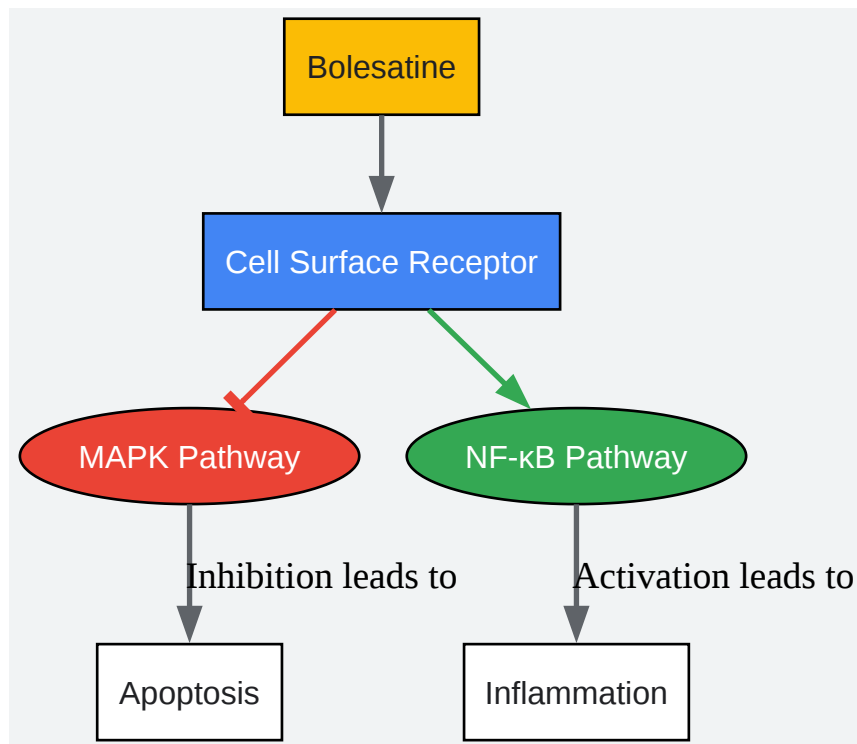 Bolesatine
Cell Surface Receptor
MAPK Pathway
NF-κB Pathway
Inhibition leads to
Activation leads to
Apoptosis
Inflammation